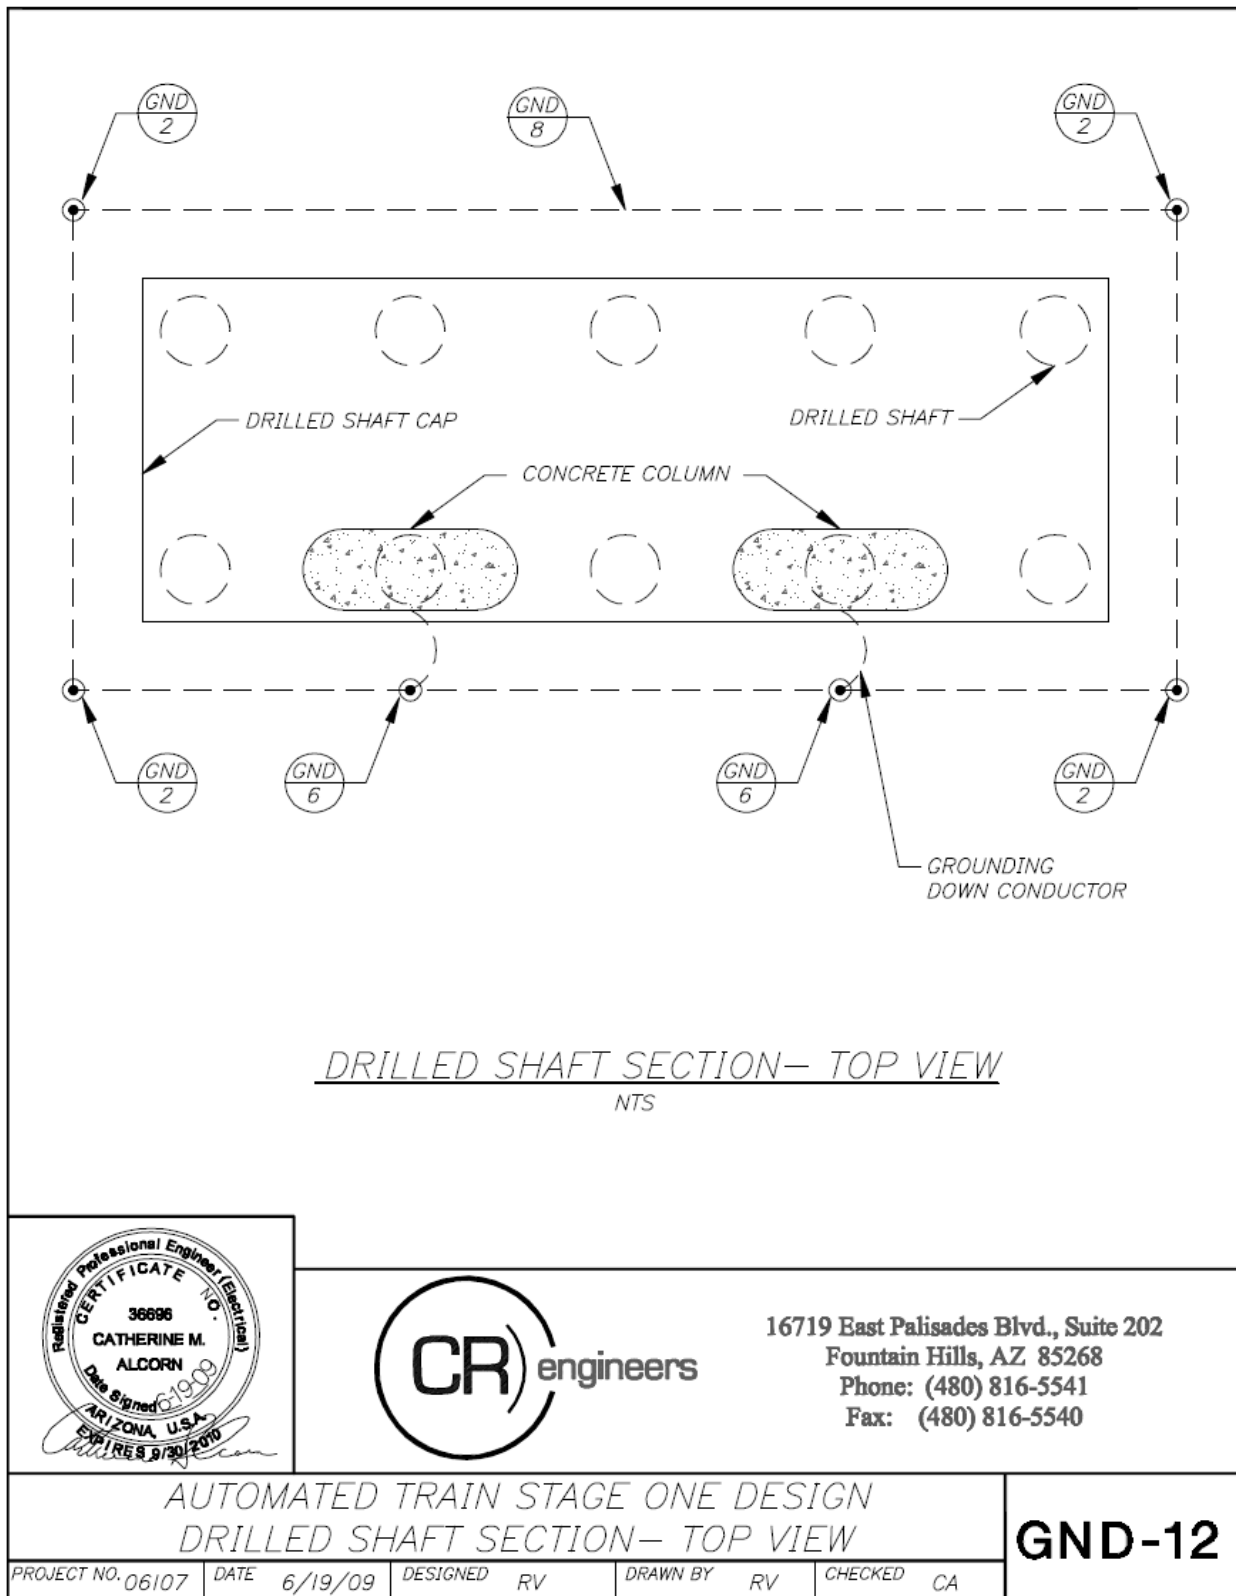 GND
2
GND
8
GND
2
DRILLED SHAFT CAP
DRILLED SHAFT
CONCRETE COLUMN
GND
2
GND
6
GND
6
GND
2
GROUNDING
DOWN CONDUCTOR
DRILLED SHAFT SECTION– TOP VIEW
NTS
Registered Professional Engineer (Electrical)
CERTIFICATE NO.
36696
CATHERINE M.
ALCORN
Date Signed 6-19-09
ARIZONA, U.S.A.
EXPIRES 9/30/2010
CR engineers
16719 East Palisades Blvd., Suite 202
Fountain Hills, AZ 85268
Phone: (480) 816-5541
Fax: (480) 816-5540
AUTOMATED TRAIN STAGE ONE DESIGN
DRILLED SHAFT SECTION– TOP VIEW
GND-12
PROJECT NO. 06107 DATE 6/19/09 DESIGNED RV DRAWN BY RV CHECKED CA